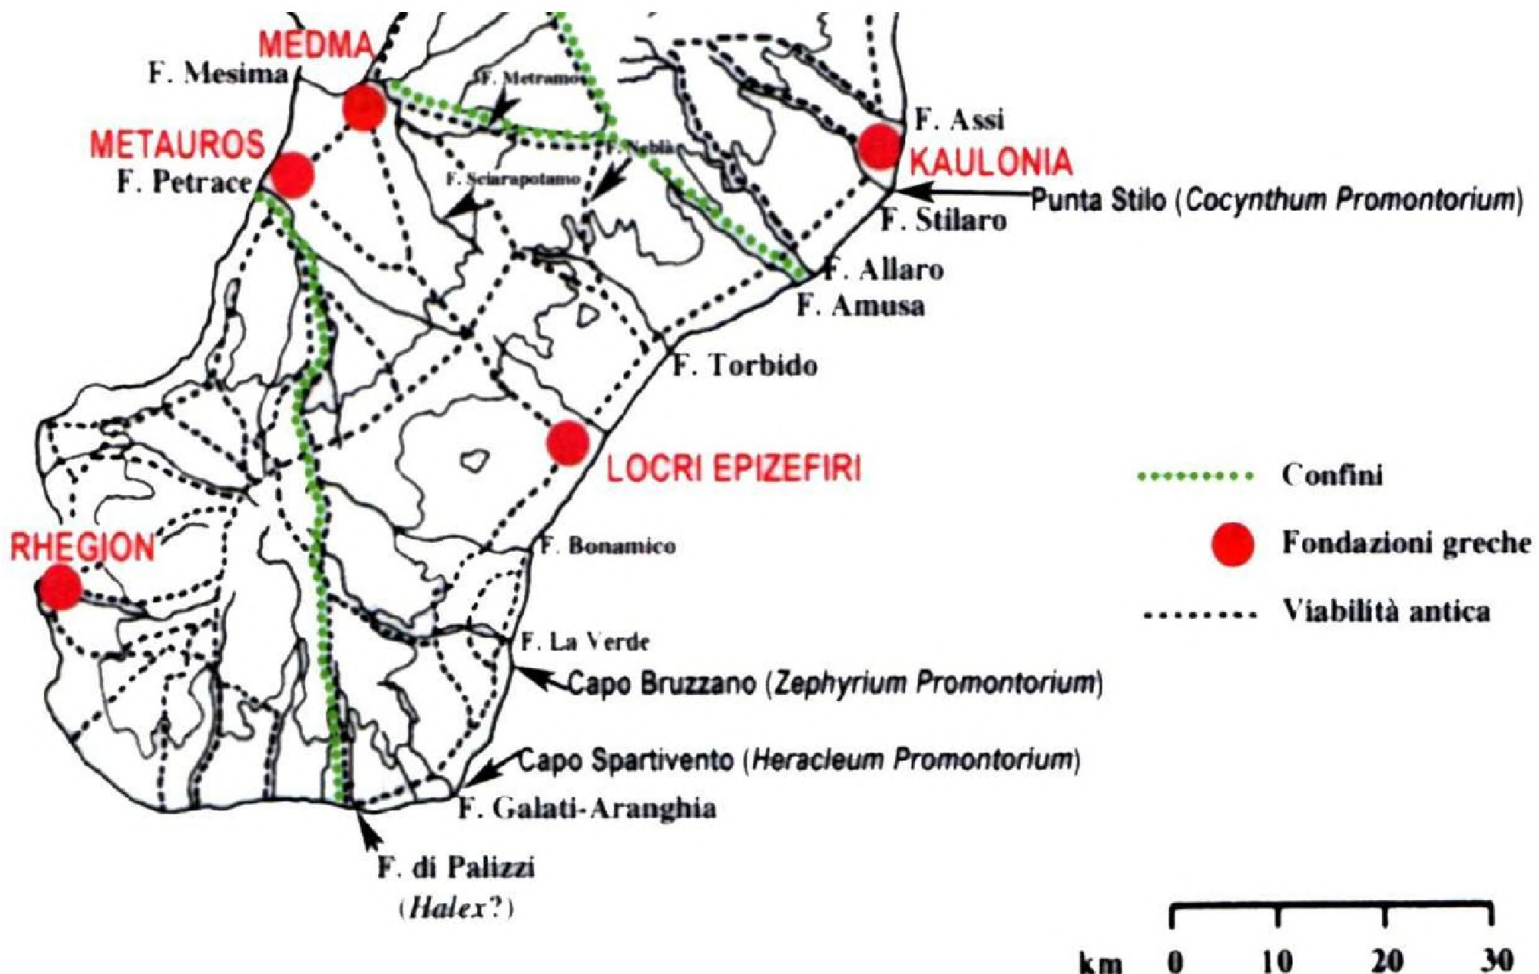 MEDMA
F. Mesima
F. Metramo
METAUROS
F. Petrace
F. Neblà
F. Sciarapotamo
F. Assi
KAULONIA
Punta Stilo (Cocynthum Promontorium)
F. Stilaro
F. Allaro
F. Amusa
F. Torbido
LOCRI EPIZEFIRI
RHEGION
F. Bonamico
F. La Verde
Capo Bruzzano (Zephyrium Promontorium)
Capo Spartivento (Heracleum Promontorium)
F. Galati-Aranghia
F. di Palizzi
(Halex?)
Confini
Fondazioni greche
Viabilità antica
km 0 10 20 30